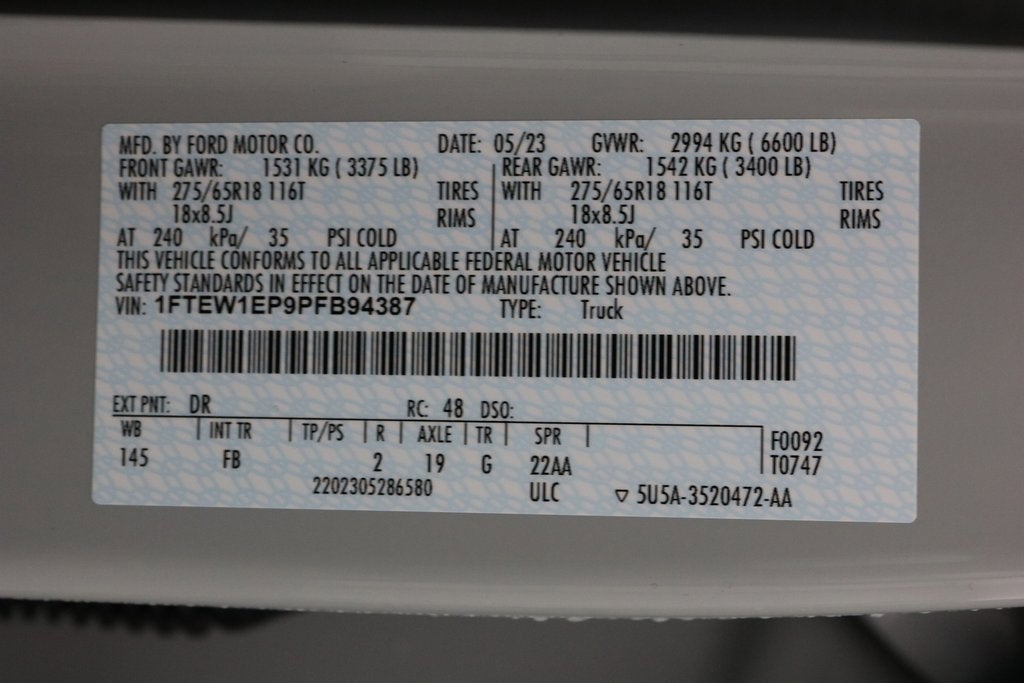 MFD. BY FORD MOTOR CO. DATE: 05/23 GVWR: 2994 KG ( 6600 LB)
FRONT GAWR: 1531 KG ( 3375 LB) REAR GAWR: 1542 KG ( 3400 LB)
WITH 275/65R18 116T TIRES WITH 275/65R18 116T TIRES
18x8.5J RIMS 18x8.5J RIMS
AT 240 kPa/ 35 PSI COLD AT 240 kPa/ 35 PSI COLD
THIS VEHICLE CONFORMS TO ALL APPLICABLE FEDERAL MOTOR VEHICLE
SAFETY STANDARDS IN EFFECT ON THE DATE OF MANUFACTURE SHOWN ABOVE.
VIN: 1FTEW1EP9PFB94387 TYPE: Truck
EXT PNT: DR RC: 48 DSO:
WB INT TR TP/PS R AXLE TR SPR F0092
145 FB 2 19 G 22AA T0747
2202305286580 ULC ▽ 5U5A-3520472-AA